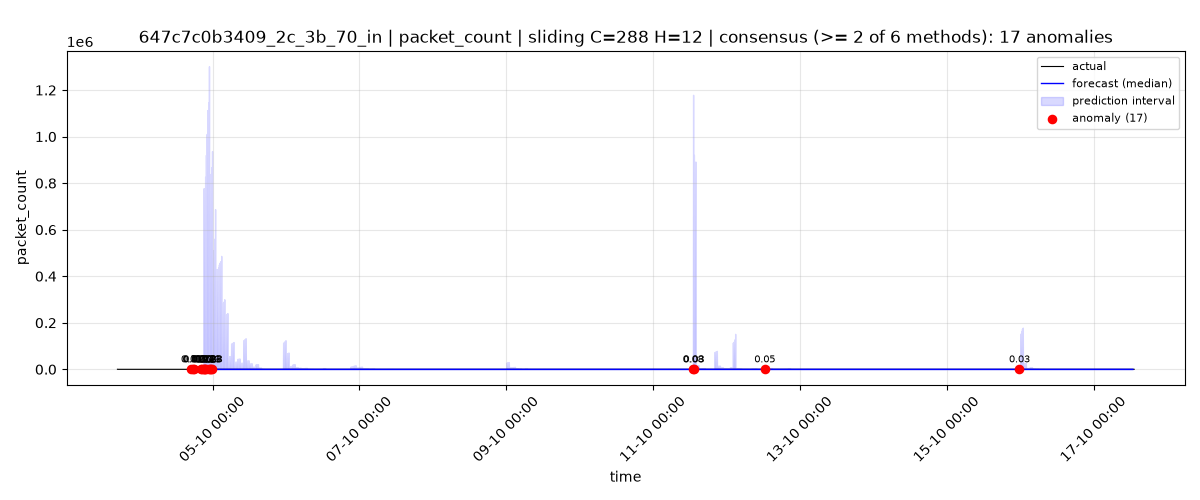 647c7c0b3409_2c_3b_70_in | packet_count | sliding C=288 H=12 | consensus (>= 2 of 6 methods): 17 anomalies
1e6
actual
forecast (median)
prediction interval
anomaly (17)
packet_count
1.2
1.0
0.8
0.6
0.4
0.2
0.0
0.03
0.05
0.03
05-10 00:00
07-10 00:00
09-10 00:00
11-10 00:00
13-10 00:00
15-10 00:00
17-10 00:00
time